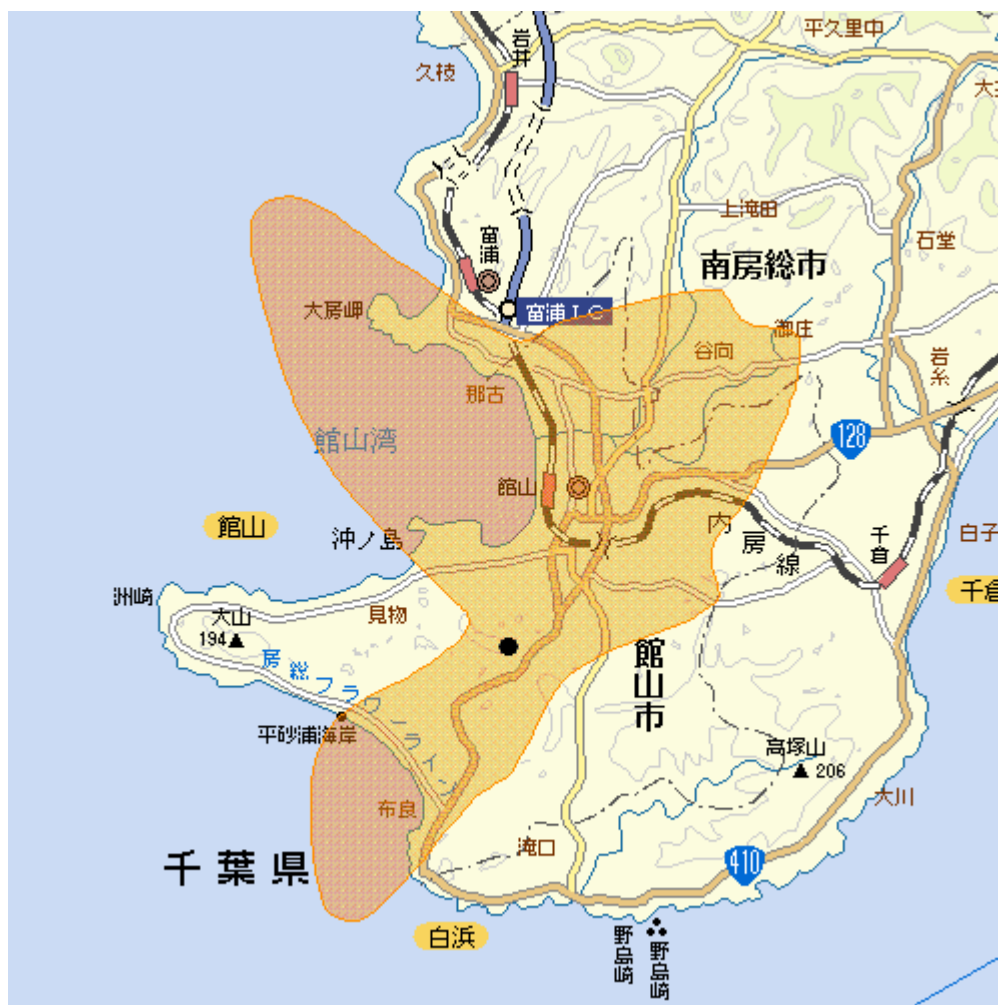 平久里中
岩井
久枝
上滝田
富浦
石堂
南房総市
大房岬
富浦IC
御庄
谷向
岩糸
那古
128
館山湾
館山
内房線
館山
沖ノ島
千倉
白子
洲崎
千倉
大山
194
見物
館山市
房総フラワーライン
平砂浦海岸
高塚山
206
布良
大川
滝口
千葉県
410
白浜
野島崎
野島崎